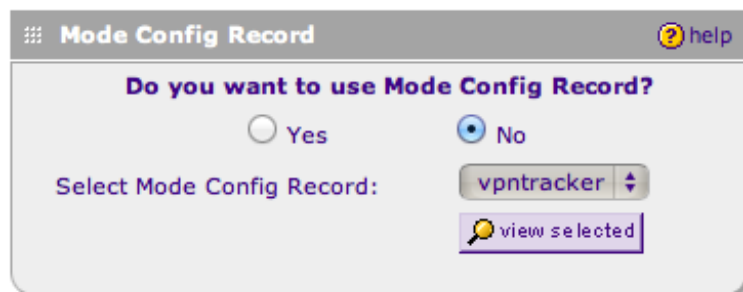 Mode Config Record
? help
Do you want to use Mode Config Record?
Yes No
Select Mode Config Record: vpntracker
view selected